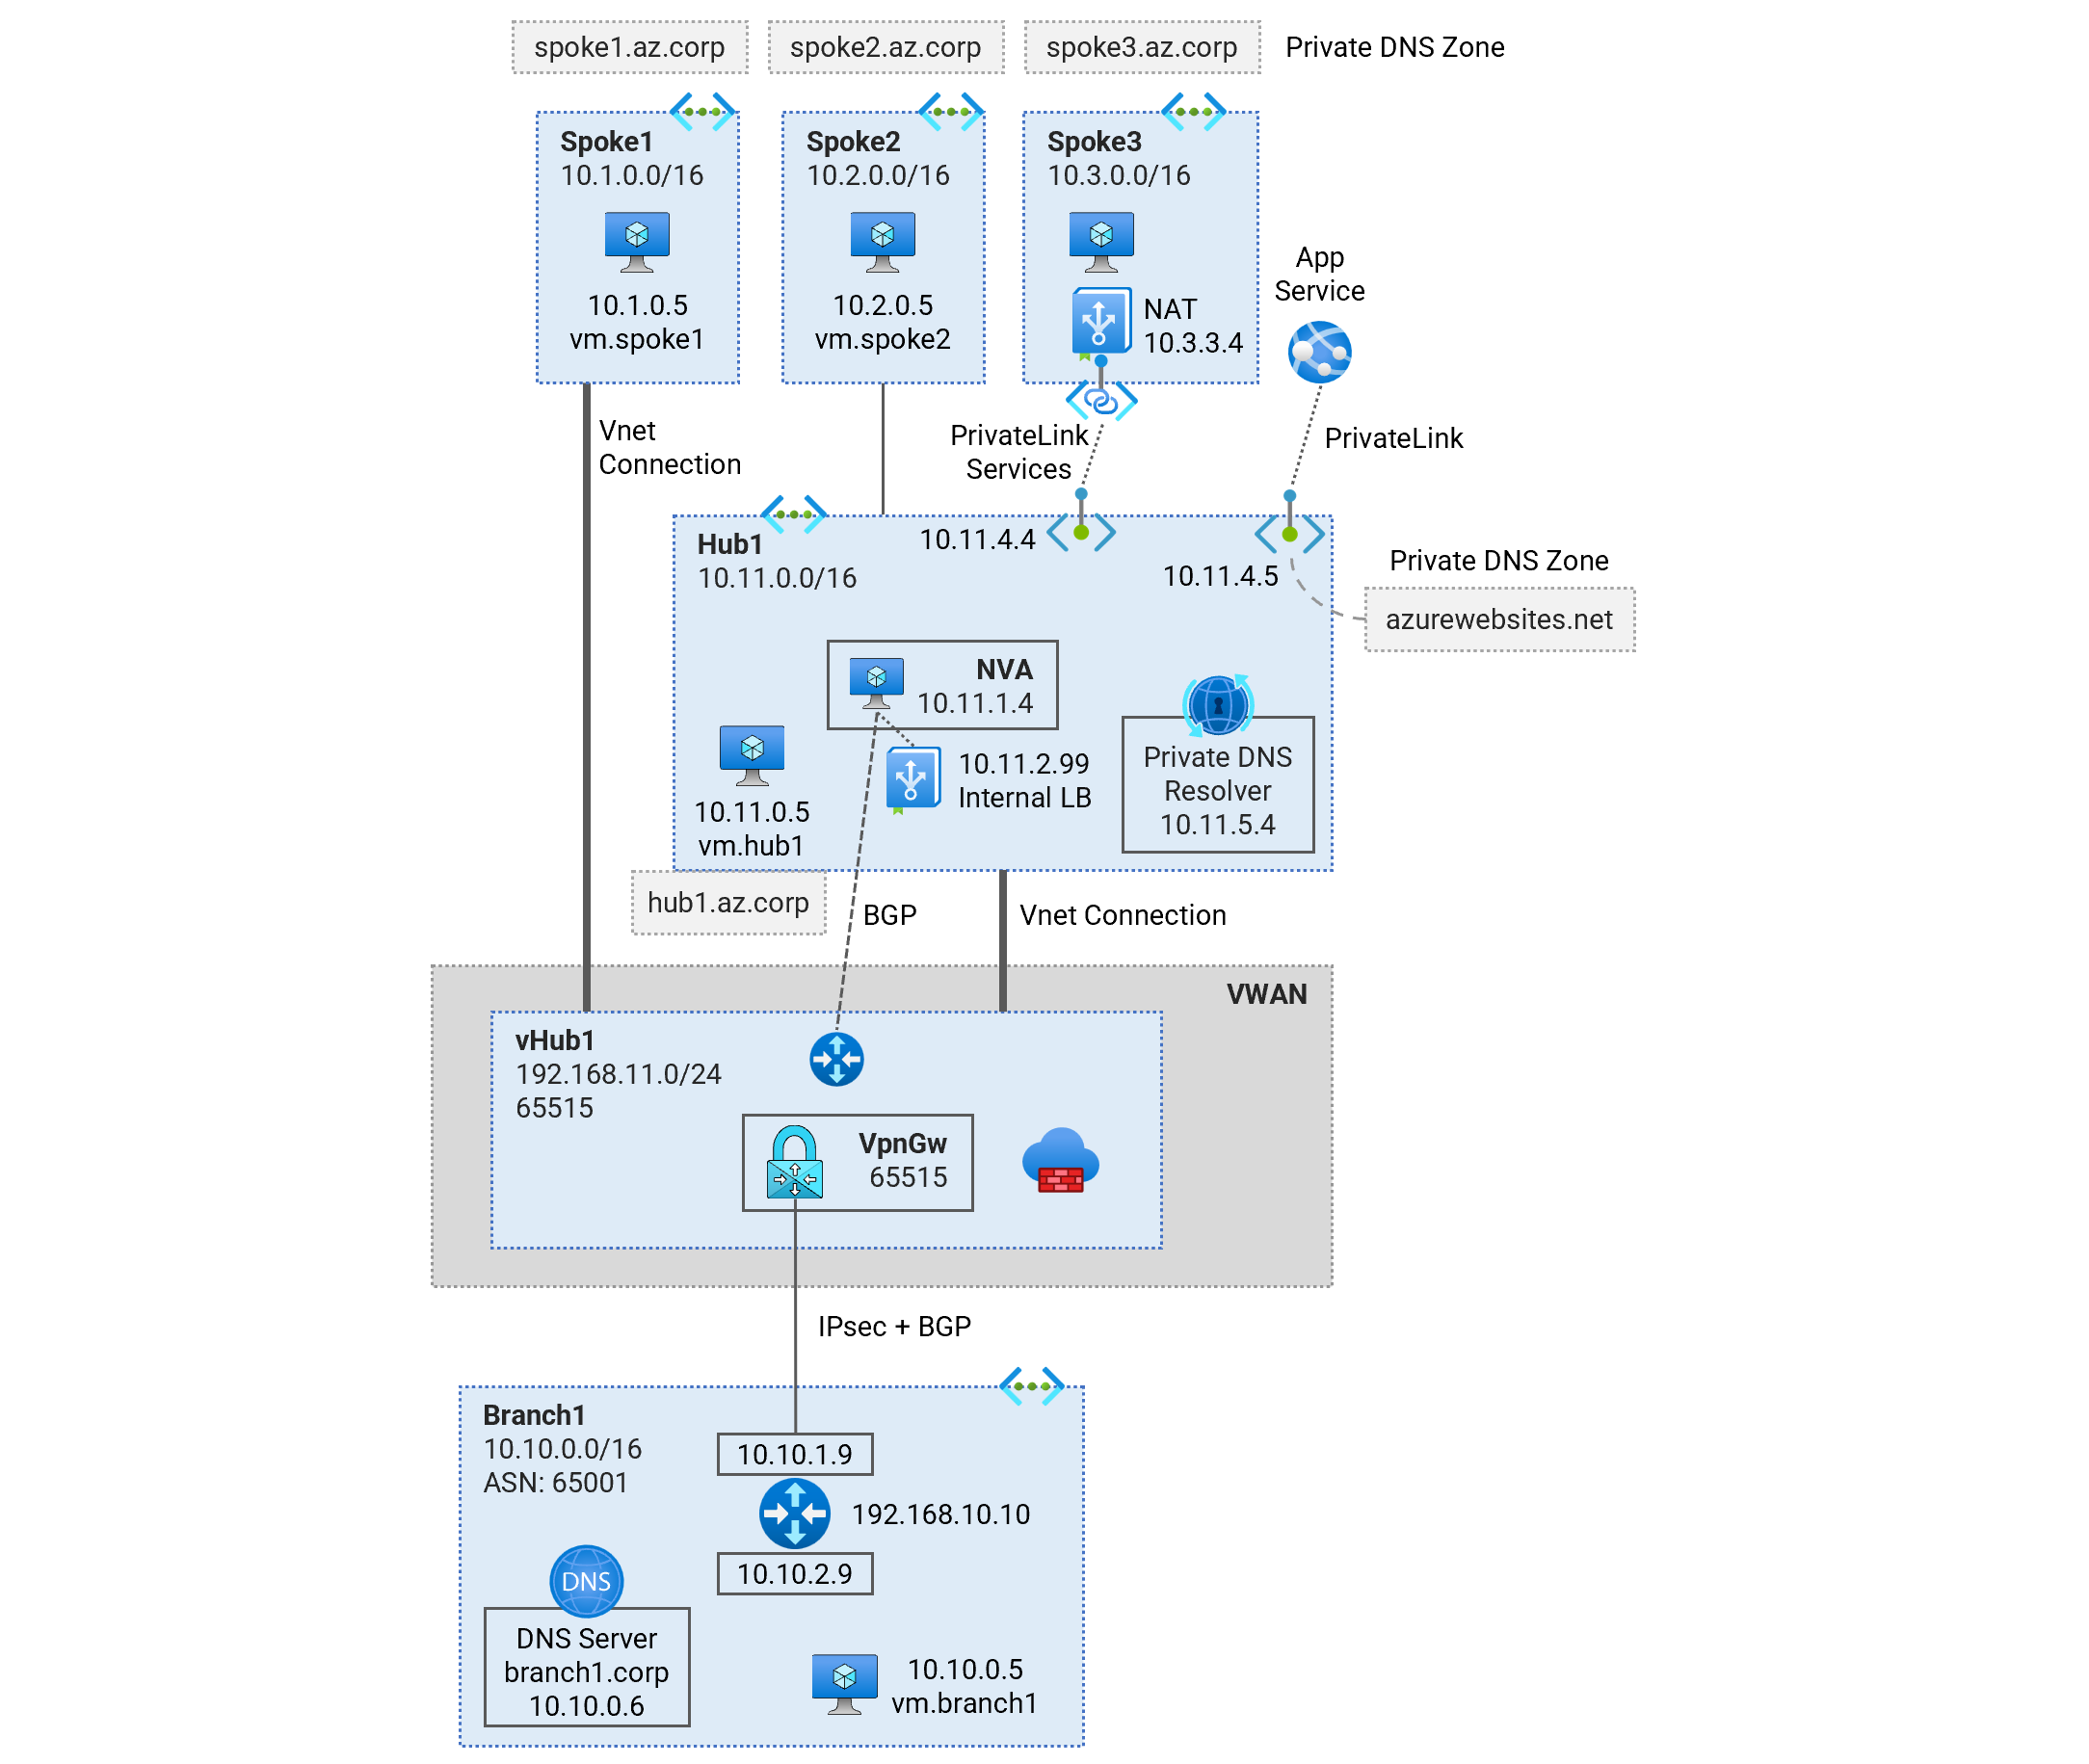 spoke1.az.corp
spoke2.az.corp
spoke3.az.corp
Private DNS Zone
Spoke1
10.1.0.0/16
10.1.0.5
vm.spoke1
Spoke2
10.2.0.0/16
10.2.0.5
vm.spoke2
Spoke3
10.3.0.0/16
NAT
10.3.3.4
App
Service
Vnet
Connection
PrivateLink
Services
PrivateLink
Hub1
10.11.0.0/16
10.11.4.4
10.11.4.5
Private DNS Zone
azurewebsites.net
NVA
10.11.1.4
10.11.2.99
Internal LB
10.11.0.5
vm.hub1
Private DNS
Resolver
10.11.5.4
hub1.az.corp
BGP
Vnet Connection
VWAN
vHub1
192.168.11.0/24
65515
VpnGw
65515
IPsec + BGP
Branch1
10.10.0.0/16
ASN: 65001
10.10.1.9
192.168.10.10
10.10.2.9
DNS
DNS Server
branch1.corp
10.10.0.6
10.10.0.5
vm.branch1